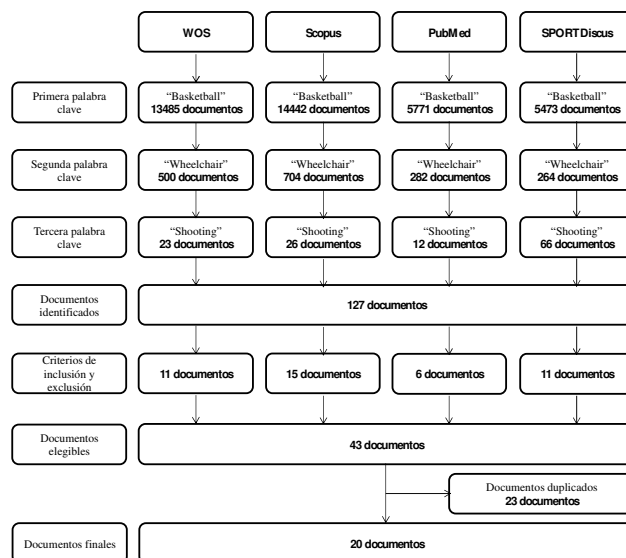 WOS
Scopus
PubMed
SPORTDiscus
Primera palabra
clave
“Basketball”
13485 documentos
“Basketball”
14442 documentos
“Basketball”
5771 documentos
“Basketball”
5473 documentos
Segunda palabra
clave
“Wheelchair”
500 documentos
“Wheelchair”
704 documentos
“Wheelchair”
282 documentos
“Wheelchair”
264 documentos
Tercera palabra
clave
“Shooting”
23 documentos
“Shooting”
26 documentos
“Shooting”
12 documentos
“Shooting”
66 documentos
Documentos
identificados
127 documentos
Criterios de
inclusión y
exclusión
11 documentos
15 documentos
6 documentos
11 documentos
Documentos
elegibles
43 documentos
Documentos duplicados
23 documentos
Documentos finales
20 documentos